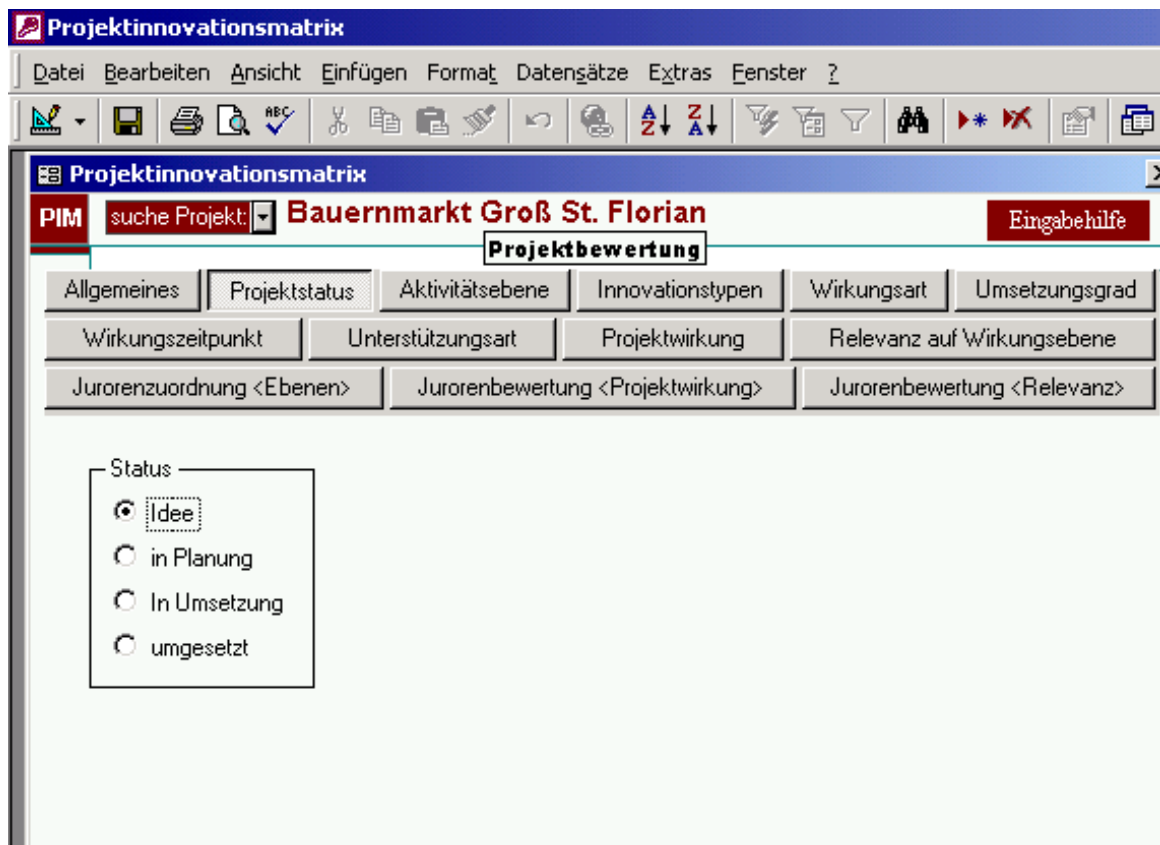 Projektinnovationsmatrix
Datei Bearbeiten Ansicht Einfügen Format Datensätze Extras Fenster ?
ABC A Z Z A
Projektinnovationsmatrix
PIM suche Projekt: Bauernmarkt Groß St. Florian Eingabehilfe
Projektbewertung
Allgemeines Projektstatus Aktivitätsebene Innovationstypen Wirkungsart Umsetzungsgrad
Wirkungszeitpunkt Unterstützungsart Projektwirkung Relevanz auf Wirkungsebene
Jurorenzuordnung <Ebenen> Jurorenbewertung <Projektwirkung> Jurorenbewertung <Relevanz>
Status
Idee
in Planung
In Umsetzung
umgesetzt